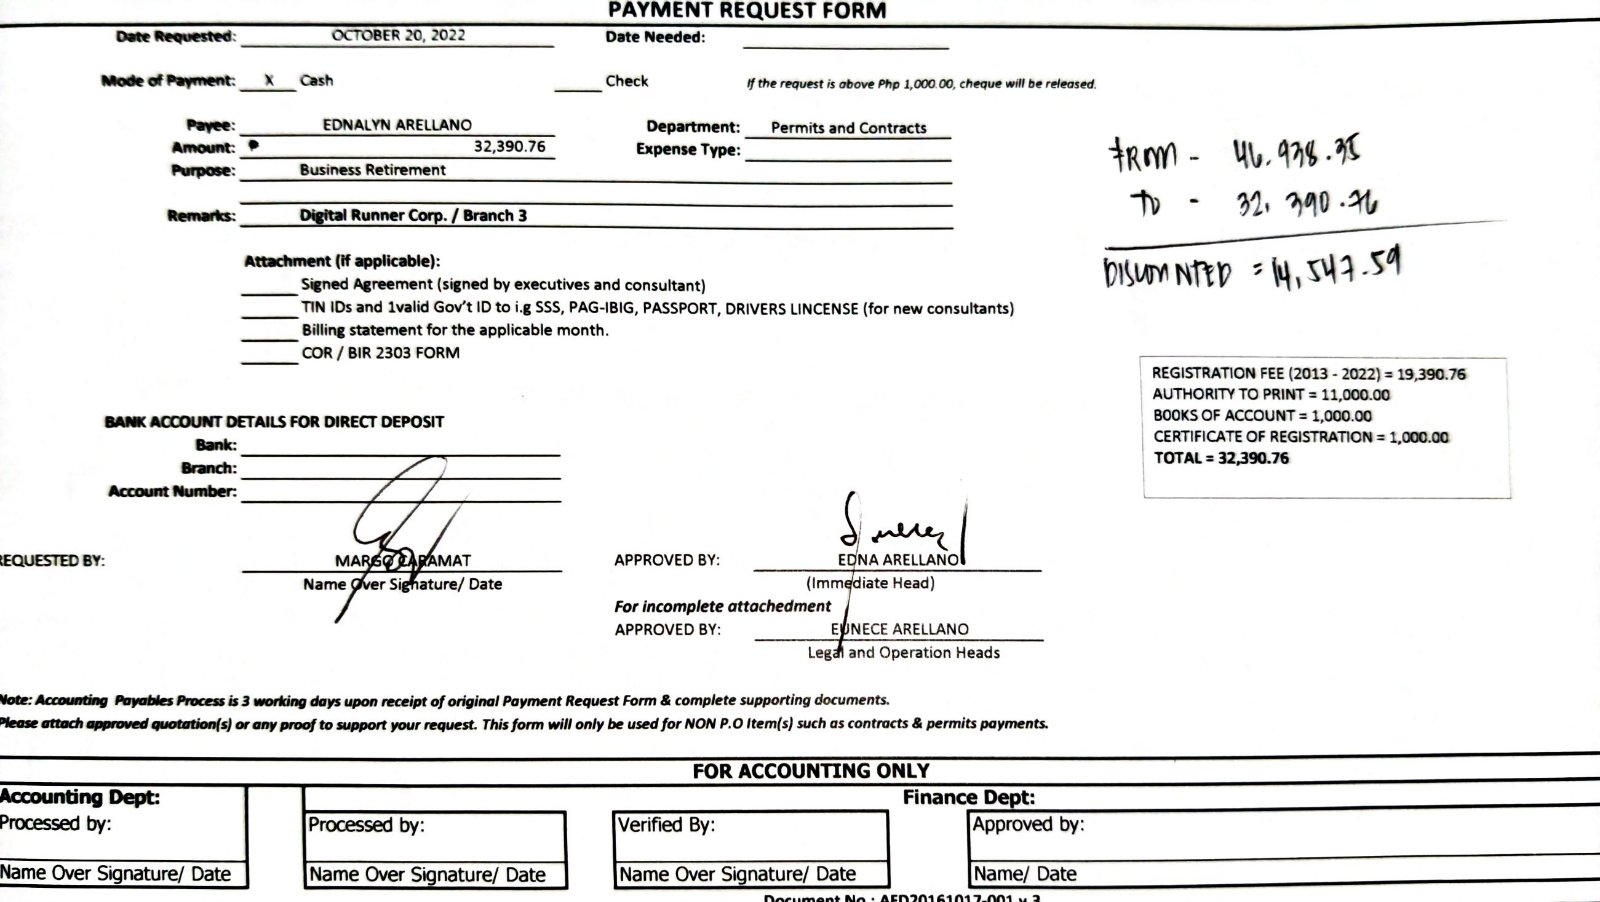 PAYMENT REQUEST FORM
Date Requested: OCTOBER 20, 2022 Date Needed:
Mode of Payment: X Cash Check If the request is above Php 1,000.00, cheque will be released.
Payee: EDNALYN ARELLANO Department: Permits and Contracts
Amount: ₱ 32,390.76 Expense Type:
Purpose: Business Retirement
Remarks: Digital Runner Corp. / Branch 3
FROM - 46,938.35
TO - 32,390.76
DISCOUNTED = 14,547.59
Attachment (if applicable):
Signed Agreement (signed by executives and consultant)
TIN IDs and 1valid Gov't ID to i.g SSS, PAG-IBIG, PASSPORT, DRIVERS LINCENSE (for new consultants)
Billing statement for the applicable month.
COR / BIR 2303 FORM
REGISTRATION FEE (2013 - 2022) = 19,390.76
AUTHORITY TO PRINT = 11,000.00
BOOKS OF ACCOUNT = 1,000.00
CERTIFICATE OF REGISTRATION = 1,000.00
TOTAL = 32,390.76
BANK ACCOUNT DETAILS FOR DIRECT DEPOSIT
Bank:
Branch:
Account Number:
REQUESTED BY: MARGO CARAMAT APPROVED BY: EDNA ARELLANO
Name Over Signature/ Date (Immediate Head)
For incomplete attachedment
APPROVED BY: EUNECE ARELLANO
Legal and Operation Heads
Note: Accounting Payables Process is 3 working days upon receipt of original Payment Request Form & complete supporting documents.
Please attach approved quotation(s) or any proof to support your request. This form will only be used for NON P.O Item(s) such as contracts & permits payments.
FOR ACCOUNTING ONLY
Accounting Dept: Finance Dept:
Processed by: Processed by: Verified By: Approved by:
Name Over Signature/ Date Name Over Signature/ Date Name Over Signature/ Date Name/ Date
Document No.: AFD20161017-001 v.3